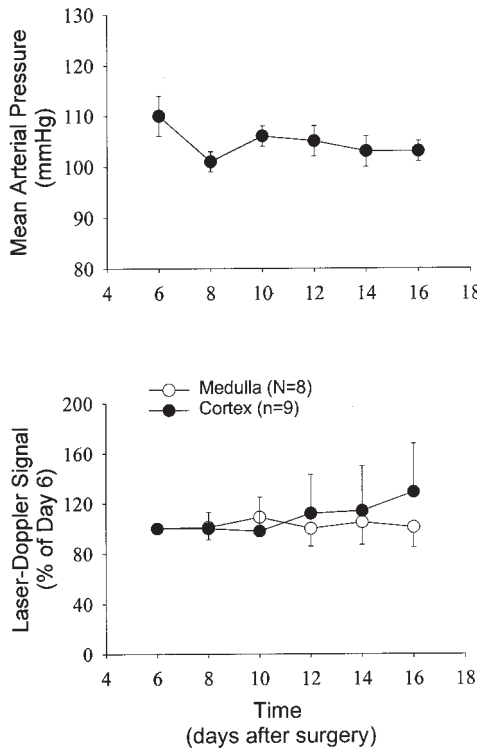 130
120
110
100
90
80
Mean Arterial Pressure
(mmHg)
4 6 8 10 12 14 16 18
Medulla (N=8)
Cortex (n=9)
200
160
120
80
40
0
Laser-Doppler Signal
(% of Day 6)
4 6 8 10 12 14 16 18
Time
(days after surgery)